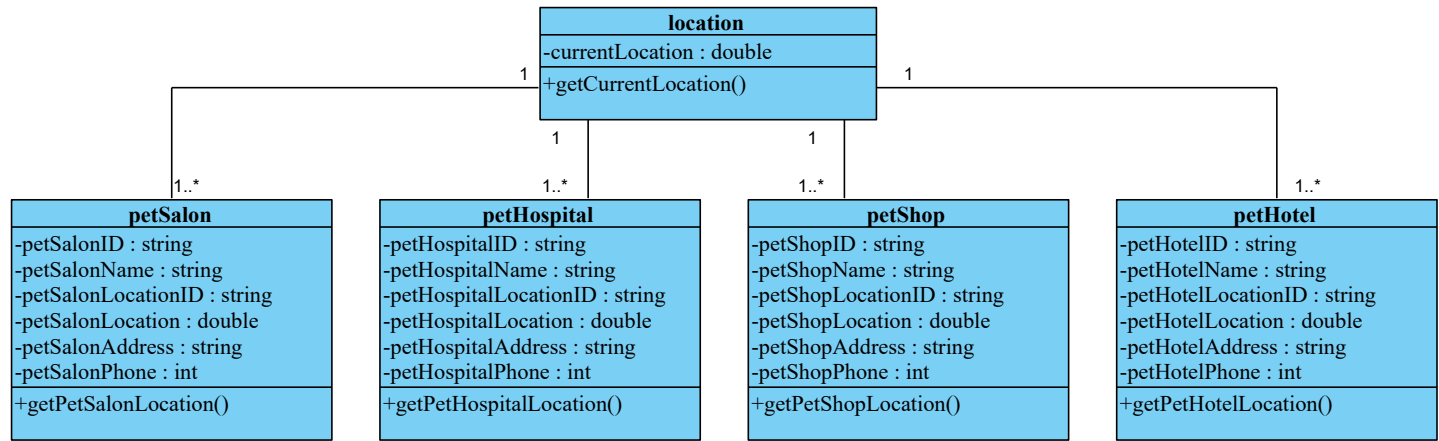 location
-currentLocation : double
+getCurrentLocation()
1
1
1
1
1..*
1..*
1..*
1..*
petSalon
-petSalonID : string
-petSalonName : string
-petSalonLocationID : string
-petSalonLocation : double
-petSalonAddress : string
-petSalonPhone : int
+getPetSalonLocation()
petHospital
-petHospitalID : string
-petHospitalName : string
-petHospitalLocationID : string
-petHospitalLocation : double
-petHospitalAddress : string
-petHospitalPhone : int
+getPetHospitalLocation()
petShop
-petShopID : string
-petShopName : string
-petShopLocationID : string
-petShopLocation : double
-petShopAddress : string
-petShopPhone : int
+getPetShopLocation()
petHotel
-petHotelID : string
-petHotelName : string
-petHotelLocationID : string
-petHotelLocation : double
-petHotelAddress : string
-petHotelPhone : int
+getPetHotelLocation()